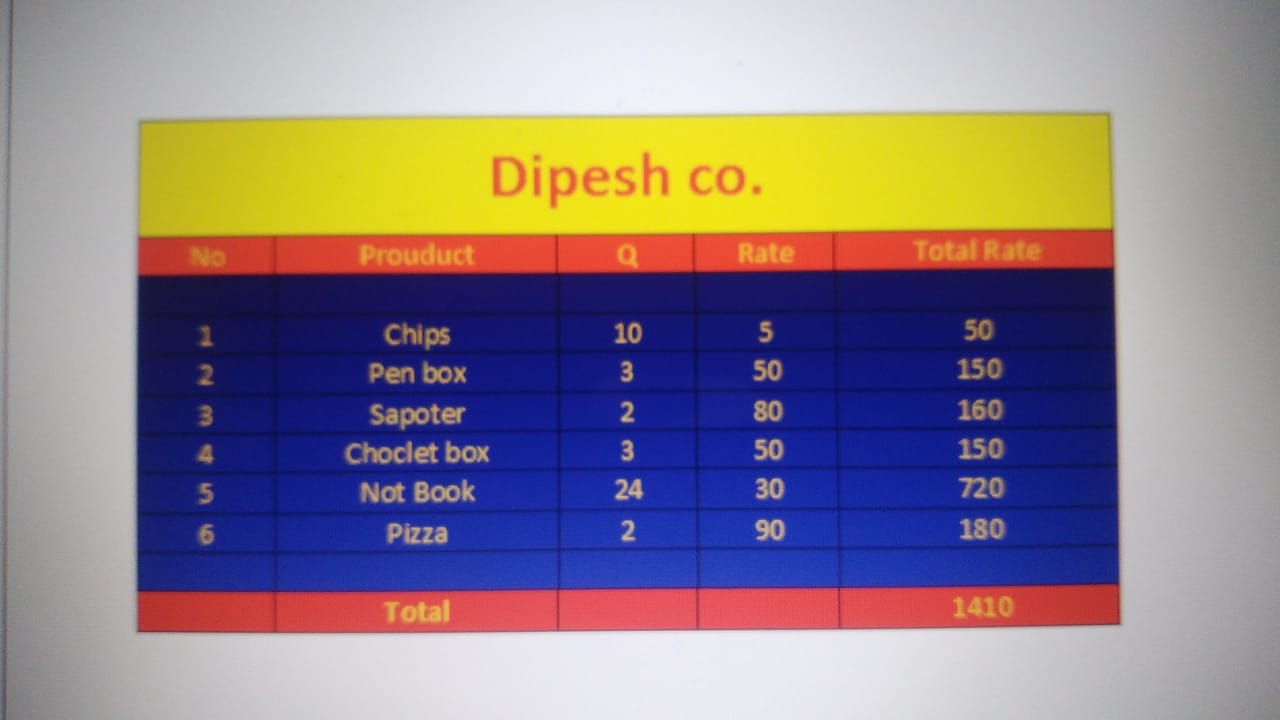 Dipesh co.
No Prouduct Q Rate Total Rate
1 Chips 10 5 50
2 Pen box 3 50 150
3 Sapoter 2 80 160
4 Choclet box 3 50 150
5 Not Book 24 30 720
6 Pizza 2 90 180
Total 1410